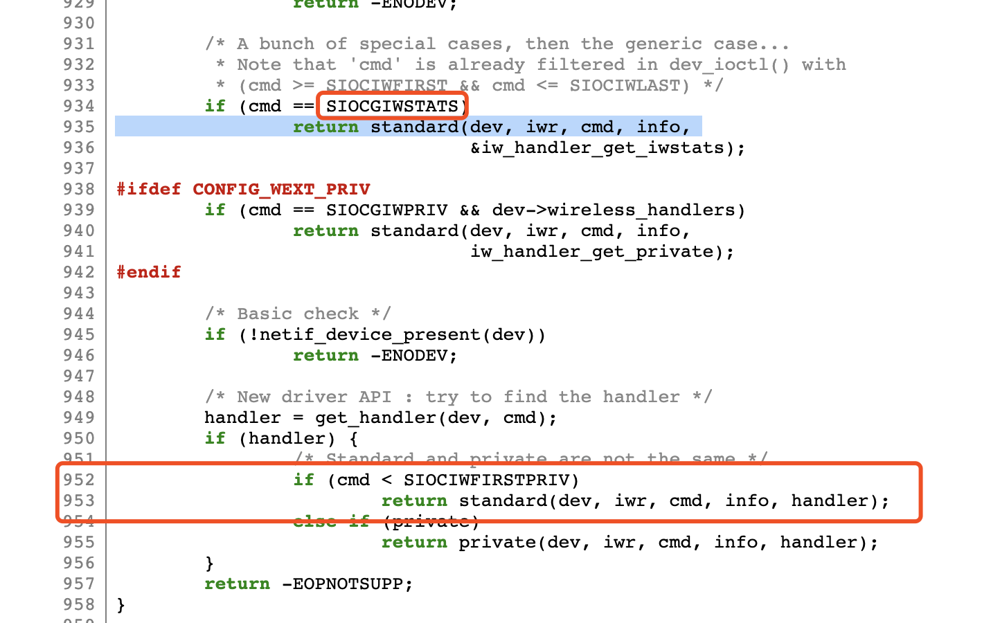 929 return -ENODEV;
930
931 /* A bunch of special cases, then the generic case...
932 * Note that 'cmd' is already filtered in dev_ioctl() with
933 * (cmd >= SIOCIWFIRST && cmd <= SIOCIWLAST) */
934 if (cmd == SIOCGIWSTATS)
935 return standard(dev, iwr, cmd, info,
936 &iw_handler_get_iwstats);
937
938 #ifdef CONFIG_WEXT_PRIV
939 if (cmd == SIOCGIWPRIV && dev->wireless_handlers)
940 return standard(dev, iwr, cmd, info,
941 iw_handler_get_private);
942 #endif
943
944 /* Basic check */
945 if (!netif_device_present(dev))
946 return -ENODEV;
947
948 /* New driver API : try to find the handler */
949 handler = get_handler(dev, cmd);
950 if (handler) {
951 /* Standard and private are not the same */
952 if (cmd < SIOCIWFIRSTPRIV)
953 return standard(dev, iwr, cmd, info, handler);
954 else if (private)
955 return private(dev, iwr, cmd, info, handler);
956 }
957 return -EOPNOTSUPP;
958 }
959